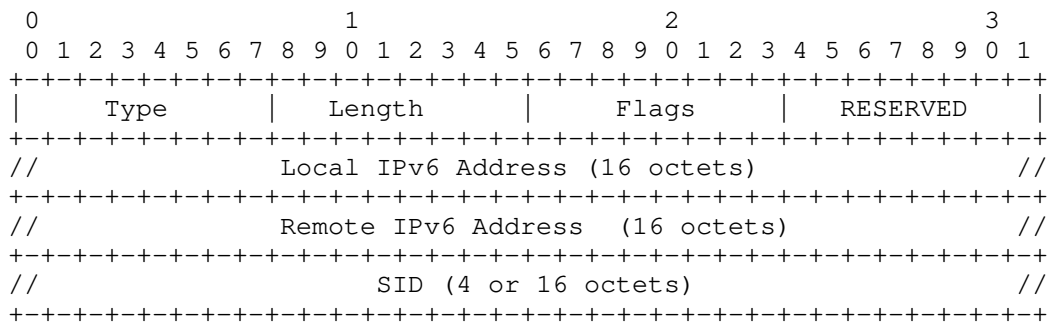 0                   1                   2                   3
 0 1 2 3 4 5 6 7 8 9 0 1 2 3 4 5 6 7 8 9 0 1 2 3 4 5 6 7 8 9 0 1
+-+-+-+-+-+-+-+-+-+-+-+-+-+-+-+-+-+-+-+-+-+-+-+-+-+-+-+-+-+-+-+-+
|     Type      |   Length      |     Flags     |   RESERVED    |
+-+-+-+-+-+-+-+-+-+-+-+-+-+-+-+-+-+-+-+-+-+-+-+-+-+-+-+-+-+-+-+-+
//               Local IPv6 Address (16 octets)                //
+-+-+-+-+-+-+-+-+-+-+-+-+-+-+-+-+-+-+-+-+-+-+-+-+-+-+-+-+-+-+-+-+
//               Remote IPv6 Address  (16 octets)              //
+-+-+-+-+-+-+-+-+-+-+-+-+-+-+-+-+-+-+-+-+-+-+-+-+-+-+-+-+-+-+-+-+
//                     SID (4 or 16 octets)                    //
+-+-+-+-+-+-+-+-+-+-+-+-+-+-+-+-+-+-+-+-+-+-+-+-+-+-+-+-+-+-+-+-+